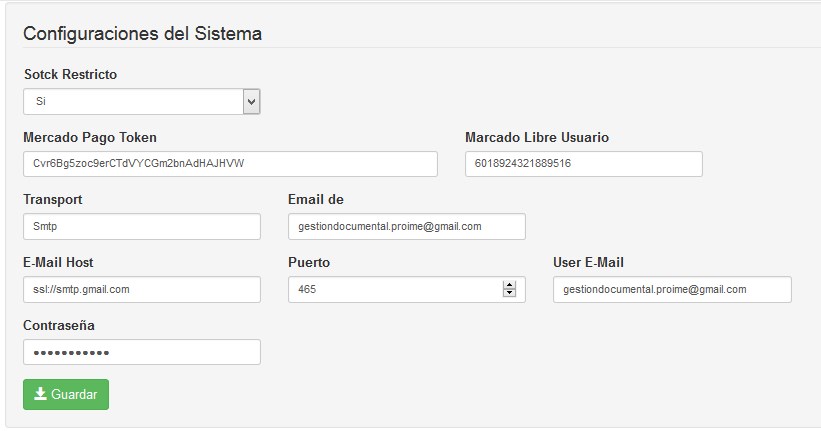 Configuraciones del Sistema
Sotck Restricto
Si
Mercado Pago Token
Marcado Libre Usuario
Cvr6Bg5zoc9erCTdVYCGm2bnAdHAJHVW
6018924321889516
Transport
Email de
Smtp
gestiondocumental.proime@gmail.com
E-Mail Host
Puerto
User E-Mail
ssl://smtp.gmail.com
465
gestiondocumental.proime@gmail.com
Contraseña
•••••••••••
Guardar